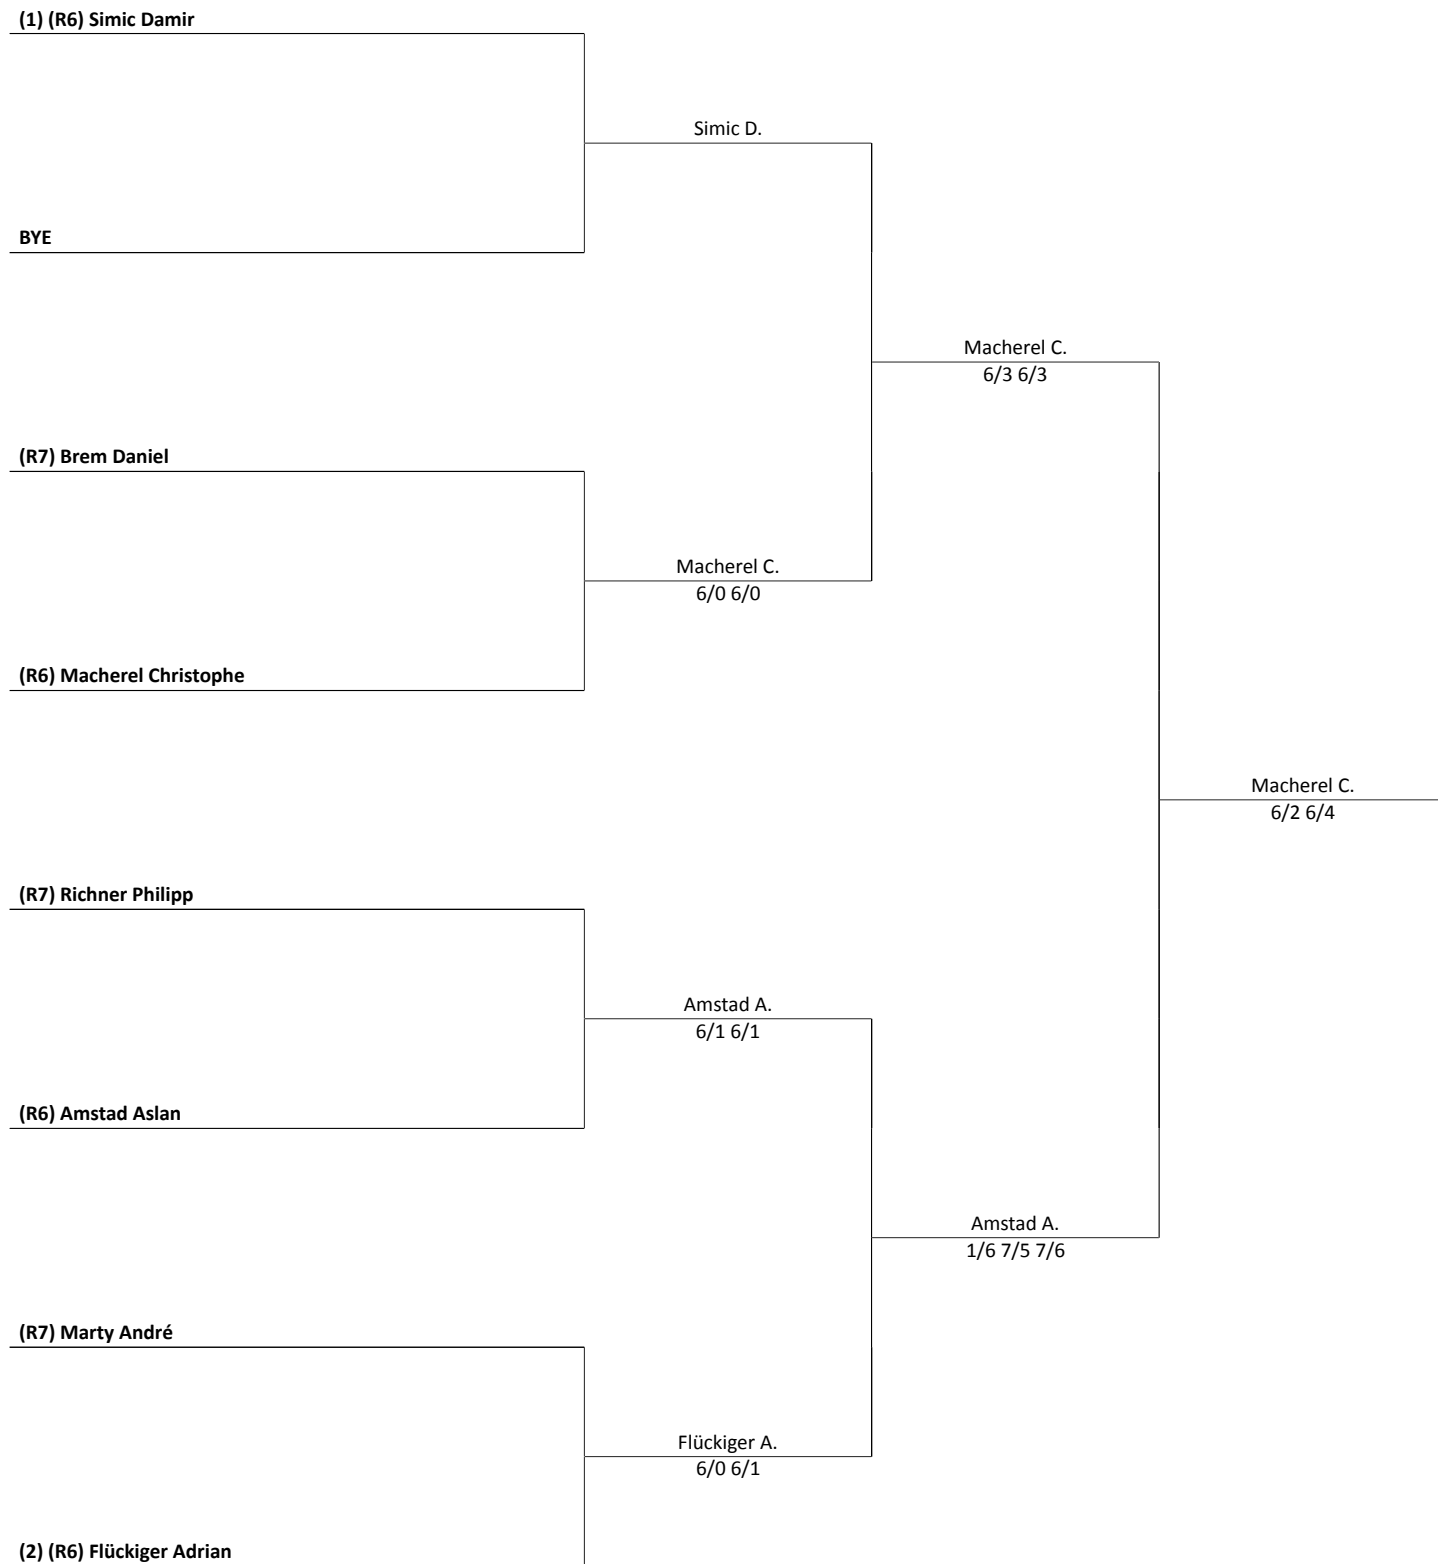 (1) (R6) Simic Damir
Simic D.
BYE
Macherel C.
6/3 6/3
(R7) Brem Daniel
Macherel C.
6/0 6/0
(R6) Macherel Christophe
Macherel C.
6/2 6/4
(R7) Richner Philipp
Amstad A.
6/1 6/1
(R6) Amstad Aslan
Amstad A.
1/6 7/5 7/6
(R7) Marty André
Flückiger A.
6/0 6/1
(2) (R6) Flückiger Adrian